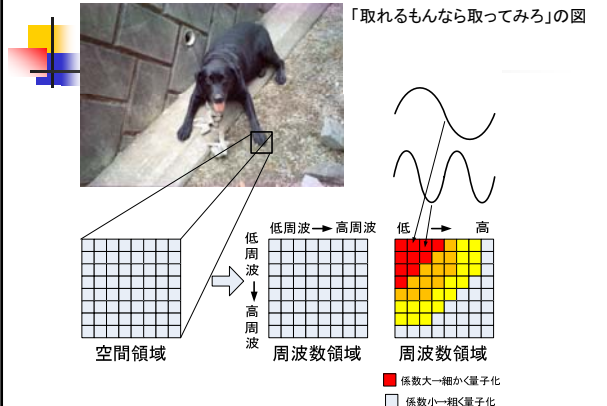 「取れるもんなら取ってみろ」の図
低周波→高周波
低→高
低周波→高周波
空間領域
周波数領域
周波数領域
係数大→細かく量子化
係数小→粗く量子化